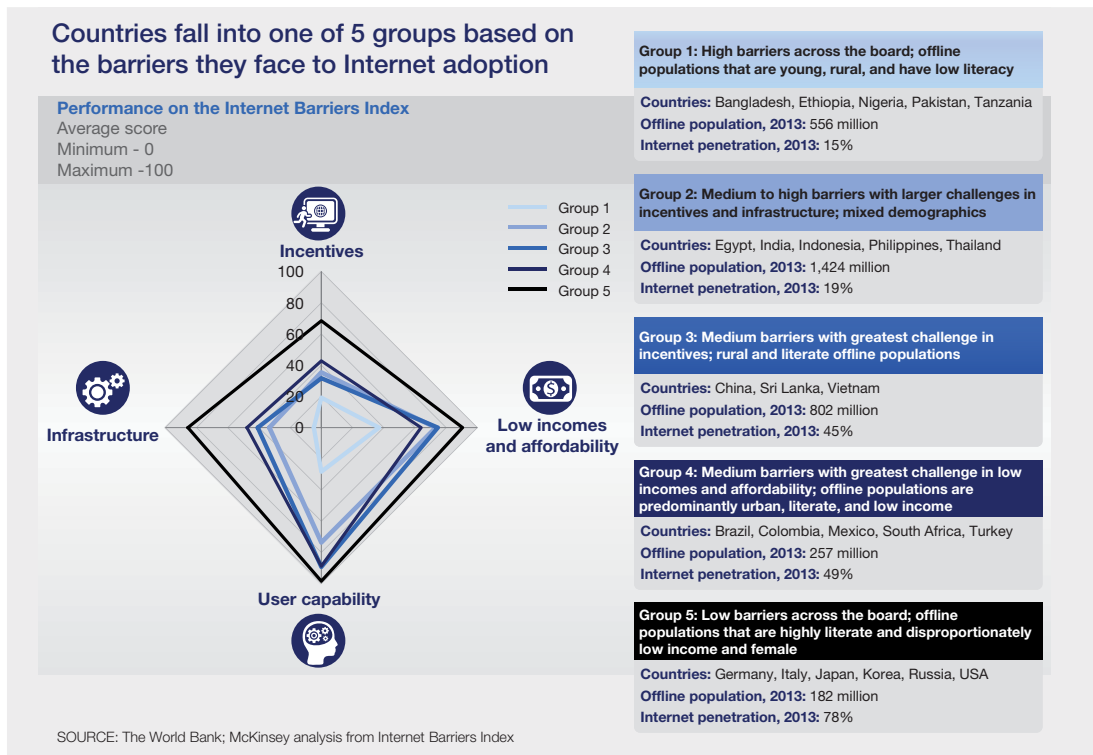 Countries fall into one of 5 groups based on
the barriers they face to Internet adoption
Performance on the Internet Barriers Index
Average score
Minimum - 0
Maximum -100
Incentives
100
80
60
40
20
0
Infrastructure
Low incomes
and affordability
User capability
Group 1
Group 2
Group 3
Group 4
Group 5
Group 1: High barriers across the board; offline
populations that are young, rural, and have low literacy
Countries: Bangladesh, Ethiopia, Nigeria, Pakistan, Tanzania
Offline population, 2013: 556 million
Internet penetration, 2013: 15%
Group 2: Medium to high barriers with larger challenges in
incentives and infrastructure; mixed demographics
Countries: Egypt, India, Indonesia, Philippines, Thailand
Offline population, 2013: 1,424 million
Internet penetration, 2013: 19%
Group 3: Medium barriers with greatest challenge in
incentives; rural and literate offline populations
Countries: China, Sri Lanka, Vietnam
Offline population, 2013: 802 million
Internet penetration, 2013: 45%
Group 4: Medium barriers with greatest challenge in low
incomes and affordability; offline populations are
predominantly urban, literate, and low income
Countries: Brazil, Colombia, Mexico, South Africa, Turkey
Offline population, 2013: 257 million
Internet penetration, 2013: 49%
Group 5: Low barriers across the board; offline
populations that are highly literate and disproportionately
low income and female
Countries: Germany, Italy, Japan, Korea, Russia, USA
Offline population, 2013: 182 million
Internet penetration, 2013: 78%
SOURCE: The World Bank; McKinsey analysis from Internet Barriers Index